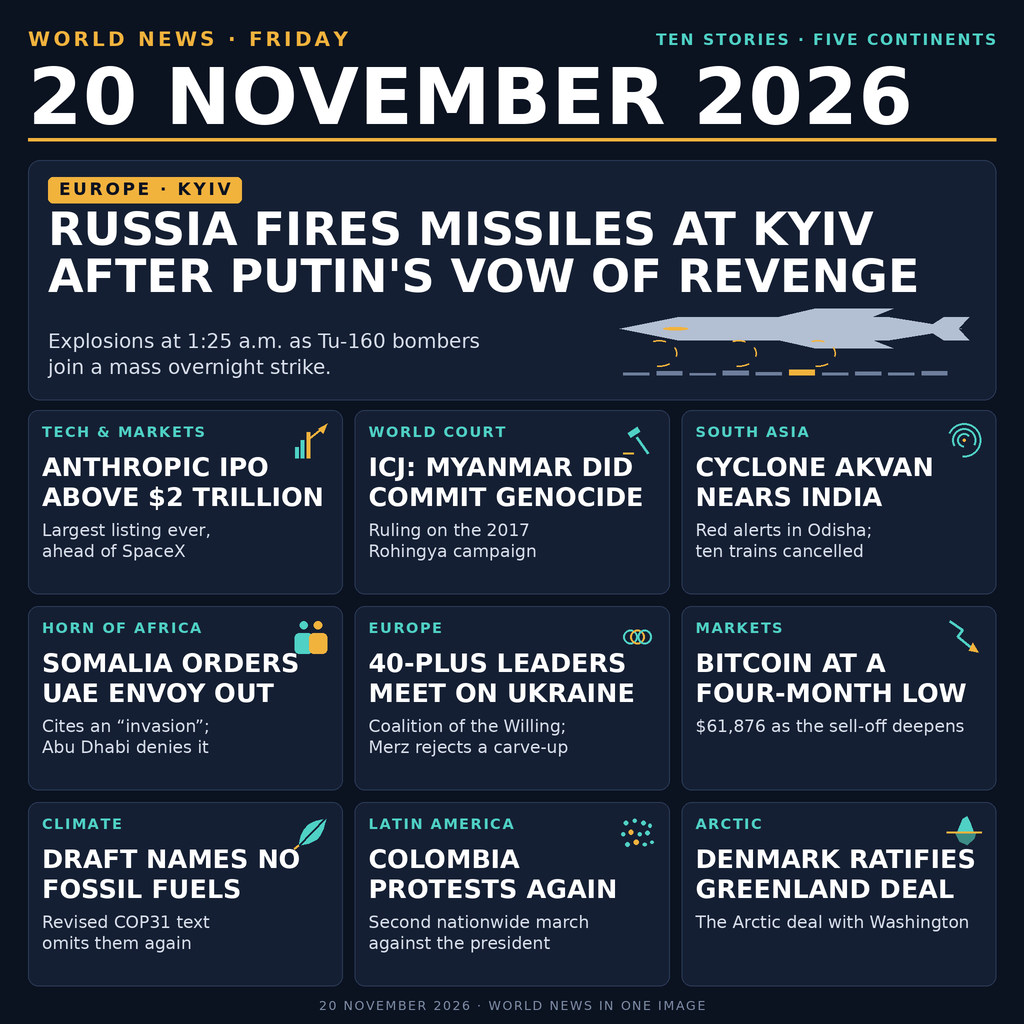 WORLD NEWS · FRIDAY
TEN STORIES · FIVE CONTINENTS
20 NOVEMBER 2026
EUROPE · KYIV
RUSSIA FIRES MISSILES AT KYIV
AFTER PUTIN'S VOW OF REVENGE
Explosions at 1:25 a.m. as Tu-160 bombers
join a mass overnight strike.
TECH & MARKETS
ANTHROPIC IPO
ABOVE $2 TRILLION
Largest listing ever,
ahead of SpaceX
WORLD COURT
ICJ: MYANMAR DID
COMMIT GENOCIDE
Ruling on the 2017
Rohingya campaign
SOUTH ASIA
CYCLONE AKVAN
NEARS INDIA
Red alerts in Odisha;
ten trains cancelled
HORN OF AFRICA
SOMALIA ORDERS
UAE ENVOY OUT
Cites an “invasion”;
Abu Dhabi denies it
EUROPE
40-PLUS LEADERS
MEET ON UKRAINE
Coalition of the Willing;
Merz rejects a carve-up
MARKETS
BITCOIN AT A
FOUR-MONTH LOW
$61,876 as the sell-off deepens
CLIMATE
DRAFT NAMES NO
FOSSIL FUELS
Revised COP31 text
omits them again
LATIN AMERICA
COLOMBIA
PROTESTS AGAIN
Second nationwide march
against the president
ARCTIC
DENMARK RATIFIES
GREENLAND DEAL
The Arctic deal with Washington
20 NOVEMBER 2026 · WORLD NEWS IN ONE IMAGE